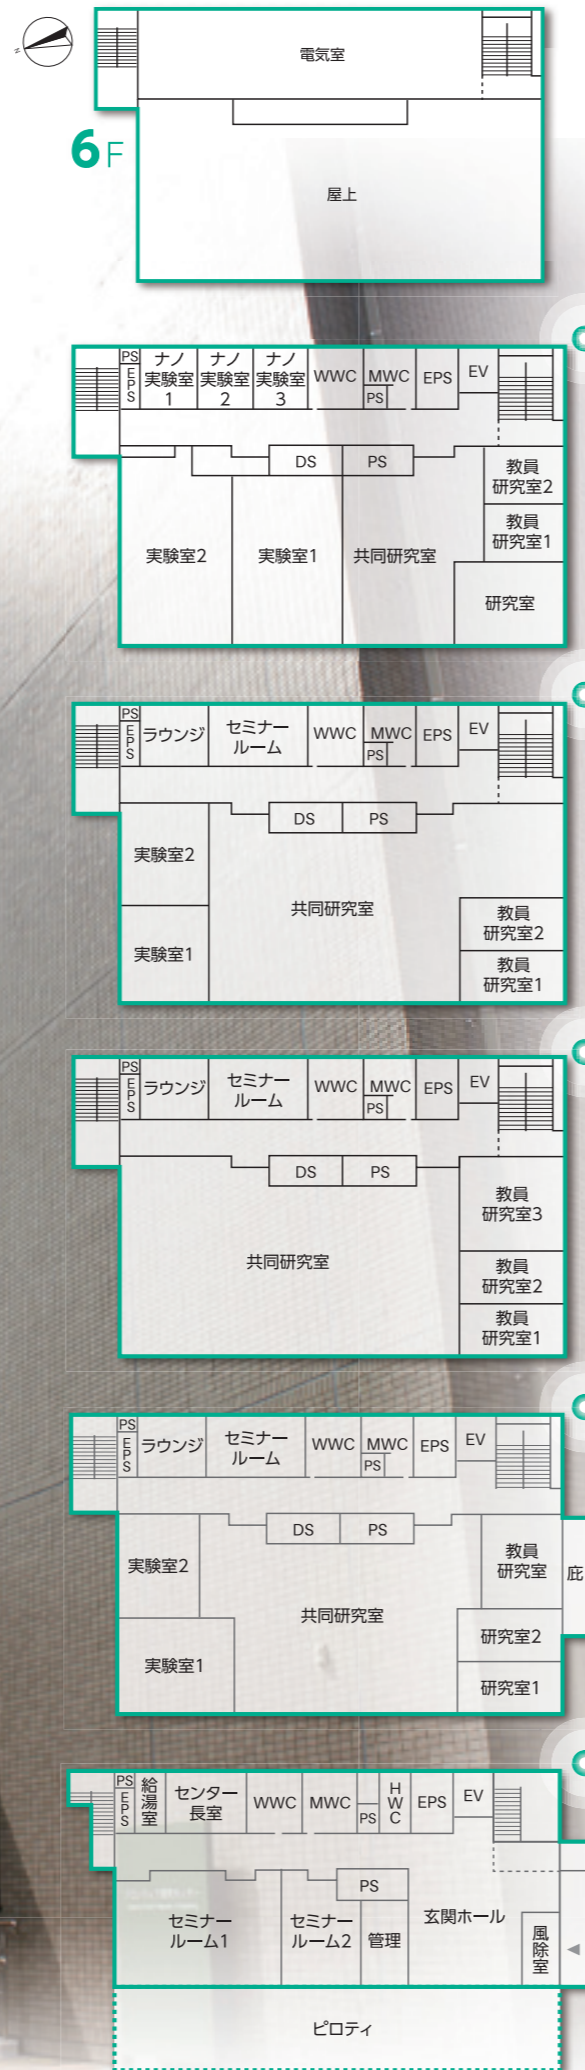 N
電気室
6F
屋上
PS
EPS
ナノ
実験室
1
ナノ
実験室
2
ナノ
実験室
3
WWC
MWC
PS
EPS
EV
DS
PS
教員
研究室2
教員
研究室1
実験室2
実験室1
共同研究室
研究室
PS
EPS
ラウンジ
セミナー
ルーム
WWC
MWC
PS
EPS
EV
DS
PS
実験室2
共同研究室
実験室1
教員
研究室2
教員
研究室1
PS
EPS
ラウンジ
セミナー
ルーム
WWC
MWC
PS
EPS
EV
DS
PS
共同研究室
教員
研究室3
教員
研究室2
教員
研究室1
PS
EPS
ラウンジ
セミナー
ルーム
WWC
MWC
PS
EPS
EV
DS
PS
実験室2
共同研究室
実験室1
教員
研究室
庇
研究室2
研究室1
PS
EPS
給湯室
センター
長室
WWC
MWC
PS
HWC
EPS
EV
PS
セミナー
ルーム1
セミナー
ルーム2
管理
玄関ホール
風除室
ピロティ